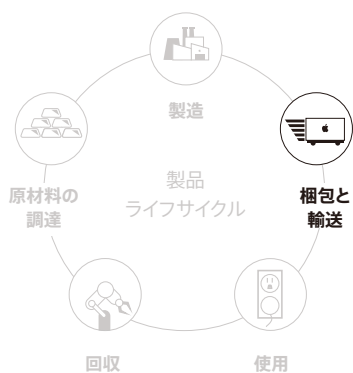 製造
原材料の
調達
製品
ライフサイクル
梱包と
輸送
回収
使用